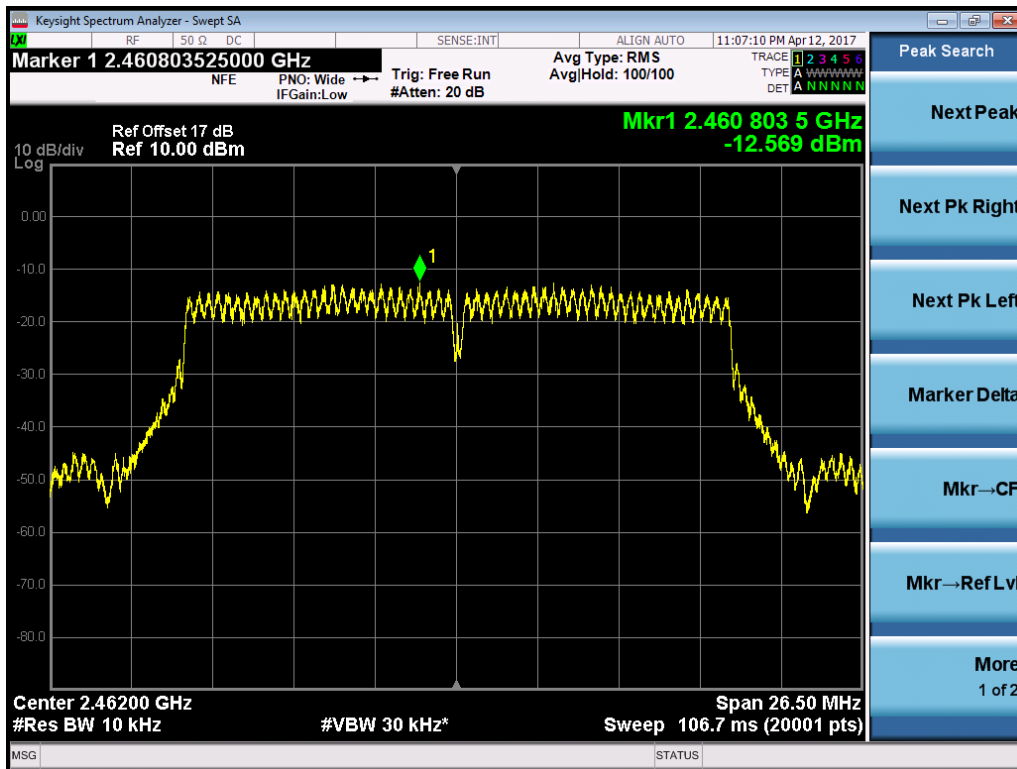 Keysight Spectrum Analyzer - Swept SA
LXI RF 50 Ω DC SENSE:INT ALIGN AUTO 11:07:10 PM Apr 12, 2017
Marker 1 2.460803525000 GHz
NFE PNO: Wide
IFGain:Low
Trig: Free Run
#Atten: 20 dB
Avg Type: RMS
Avg|Hold: 100/100
TRACE 1 2 3 4 5 6
TYPE A WWWWW
DET A N N N N N
Mkr1 2.460 803 5 GHz
-12.569 dBm
Ref Offset 17 dB
10 dB/div Ref 10.00 dBm
Log
1
0.00
-10.0
-20.0
-30.0
-40.0
-50.0
-60.0
-70.0
-80.0
Center 2.46200 GHz Span 26.50 MHz
#Res BW 10 kHz #VBW 30 kHz* Sweep 106.7 ms (20001 pts)
MSG STATUS
Peak Search
Next Peak
Next Pk Right
Next Pk Left
Marker Delta
Mkr→CF
Mkr→Ref Lvl
More
1 of 2